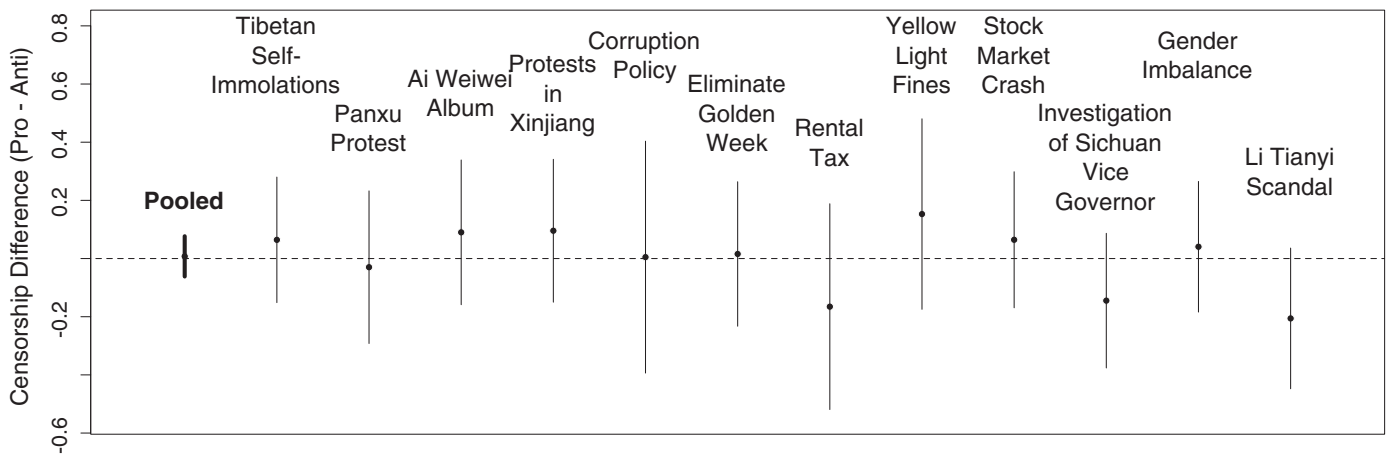 Censorship Difference (Pro - Anti)
0.8
0.6
0.4
0.2
-0.2
-0.6
Pooled
Tibetan
Self-
Immolations
Panxu
Protest
Ai Weiwei
Album
Protests
in
Xinjiang
Corruption
Policy
Eliminate
Golden
Week
Rental
Tax
Yellow
Light
Fines
Stock
Market
Crash
Investigation
of Sichuan
Vice
Governor
Gender
Imbalance
Li Tianyi
Scandal